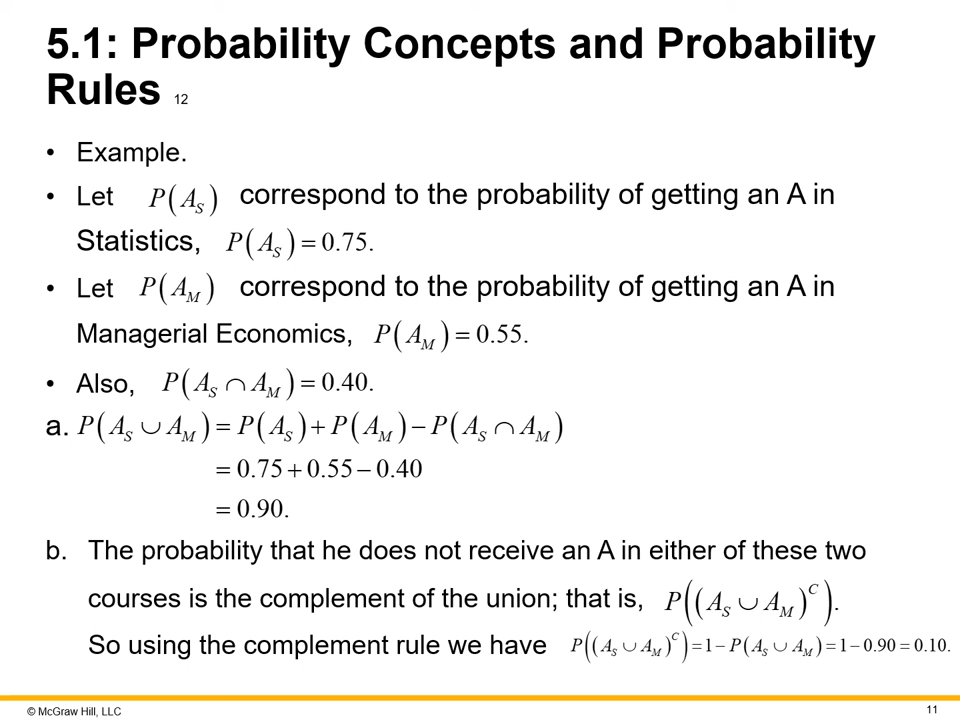 5.1: Probability Concepts and Probability
Rules 12
• Example.
• Let P(A_S) correspond to the probability of getting an A in
Statistics, P(A_S) = 0.75.
• Let P(A_M) correspond to the probability of getting an A in
Managerial Economics, P(A_M) = 0.55.
• Also, P(A_S ∩ A_M) = 0.40.
a. P(A_S ∪ A_M) = P(A_S) + P(A_M) − P(A_S ∩ A_M)
= 0.75 + 0.55 − 0.40
= 0.90.
b. The probability that he does not receive an A in either of these two
courses is the complement of the union; that is, P((A_S ∪ A_M)^C).
So using the complement rule we have P((A_S ∪ A_M)^C) = 1 − P(A_S ∪ A_M) = 1 − 0.90 = 0.10.
© McGraw Hill, LLC
11